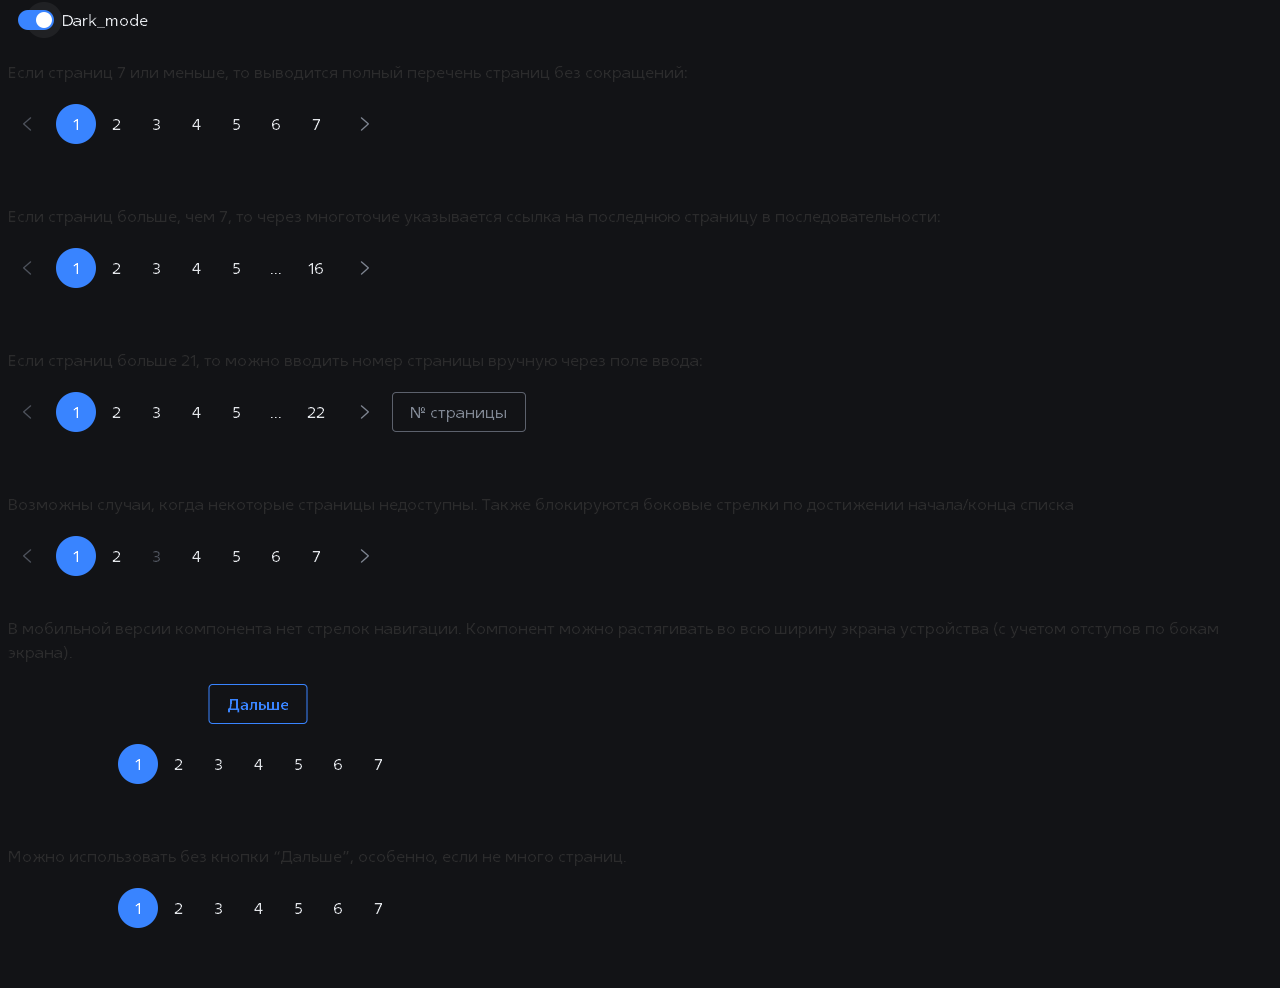 Dark_mode
Если страниц 7 или меньше, то выводится полный перечень страниц без сокращений:
1 2 3 4 5 6 7
Если страниц больше, чем 7, то через многоточие указывается ссылка на последнюю страницу в последовательности:
1 2 3 4 5 ... 16
Если страниц больше 21, то можно вводить номер страницы вручную через поле ввода:
1 2 3 4 5 ... 22 № страницы
Возможны случаи, когда некоторые страницы недоступны. Также блокируются боковые стрелки по достижении начала/конца списка
1 2 3 4 5 6 7
В мобильной версии компонента нет стрелок навигации. Компонент можно растягивать во всю ширину экрана устройства (с учетом отступов по бокам
экрана).
Дальше
1 2 3 4 5 6 7
Можно использовать без кнопки “Дальше”, особенно, если не много страниц.
1 2 3 4 5 6 7